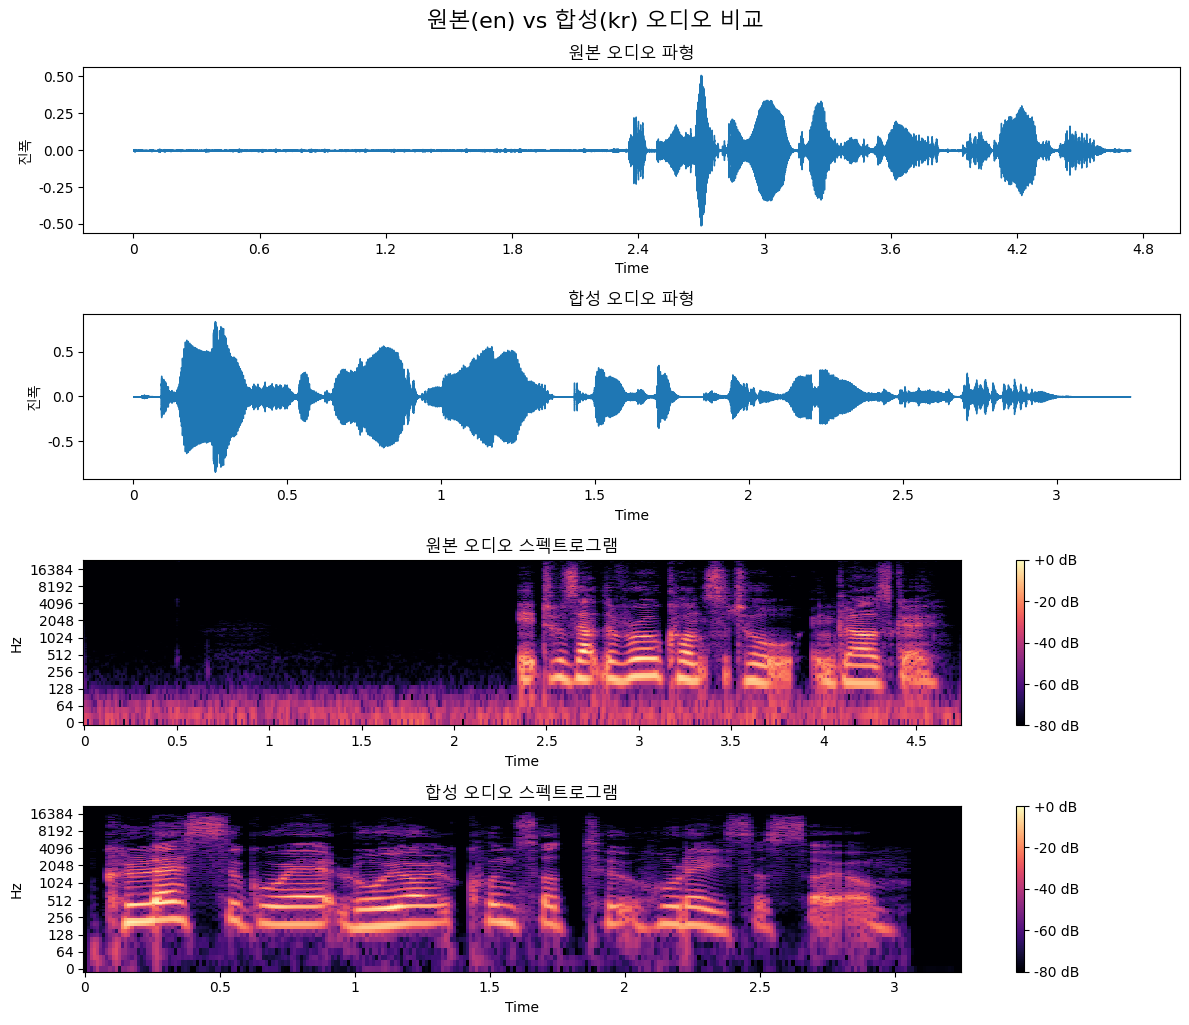 원본(en) vs 합성(kr) 오디오 비교
원본 오디오 파형
진폭
0.50
0.25
0.00
-0.25
-0.50
0 0.6 1.2 1.8 2.4 3 3.6 4.2 4.8
Time
합성 오디오 파형
진폭
0.5
0.0
-0.5
0 0.5 1 1.5 2 2.5 3
Time
원본 오디오 스펙트로그램
Hz
16384
8192
4096
2048
1024
512
256
128
64
0
0 0.5 1 1.5 2 2.5 3 3.5 4 4.5
Time
+0 dB
-20 dB
-40 dB
-60 dB
-80 dB
합성 오디오 스펙트로그램
Hz
16384
8192
4096
2048
1024
512
256
128
64
0
0 0.5 1 1.5 2 2.5 3
Time
+0 dB
-20 dB
-40 dB
-60 dB
-80 dB